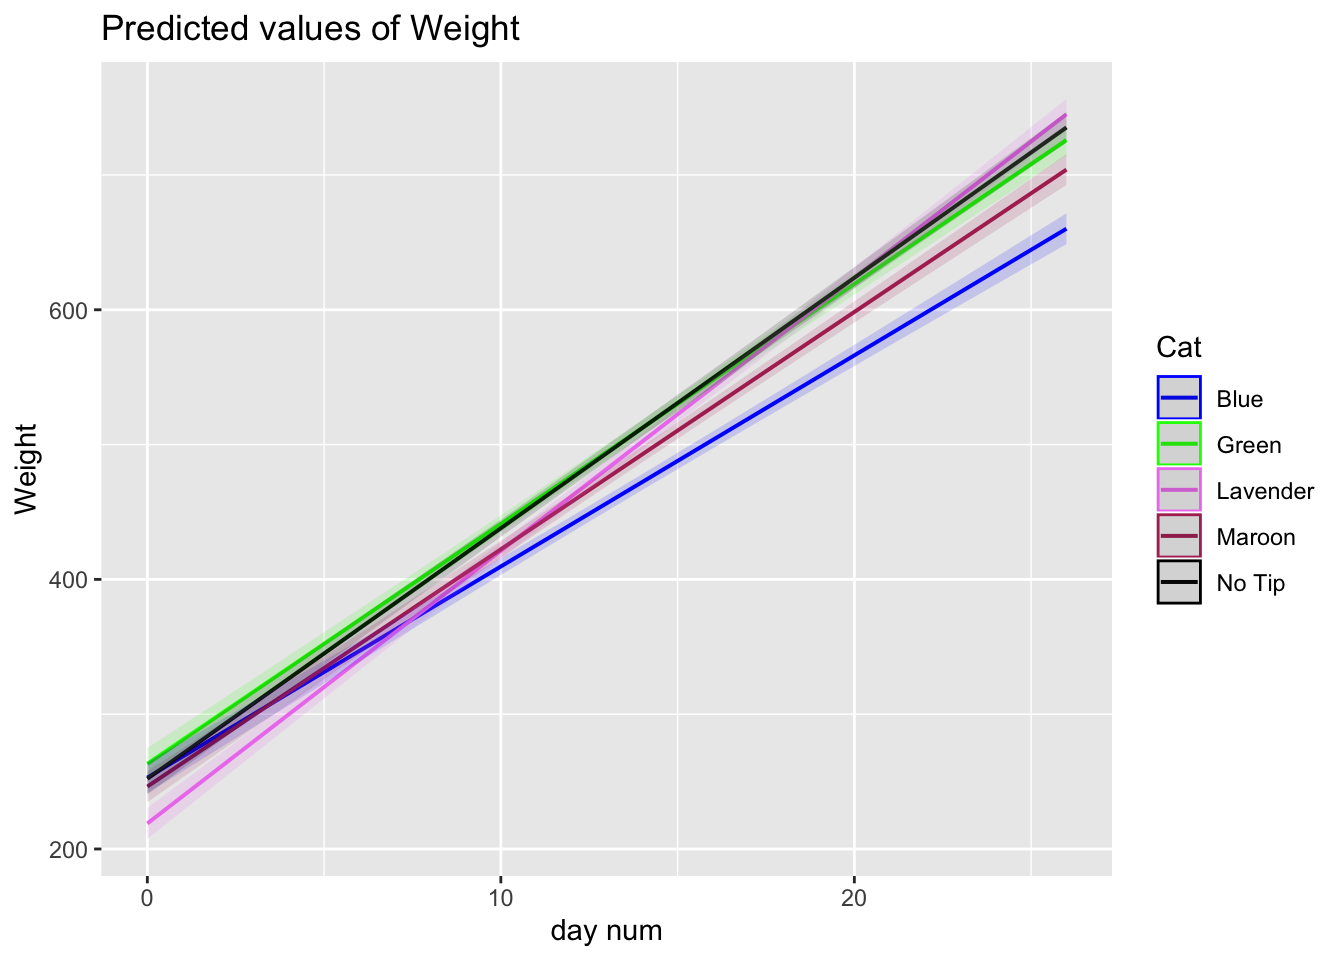 Predicted values of Weight
Weight
600
400
200
0
10
20
day num
Cat
Blue
Green
Lavender
Maroon
No Tip